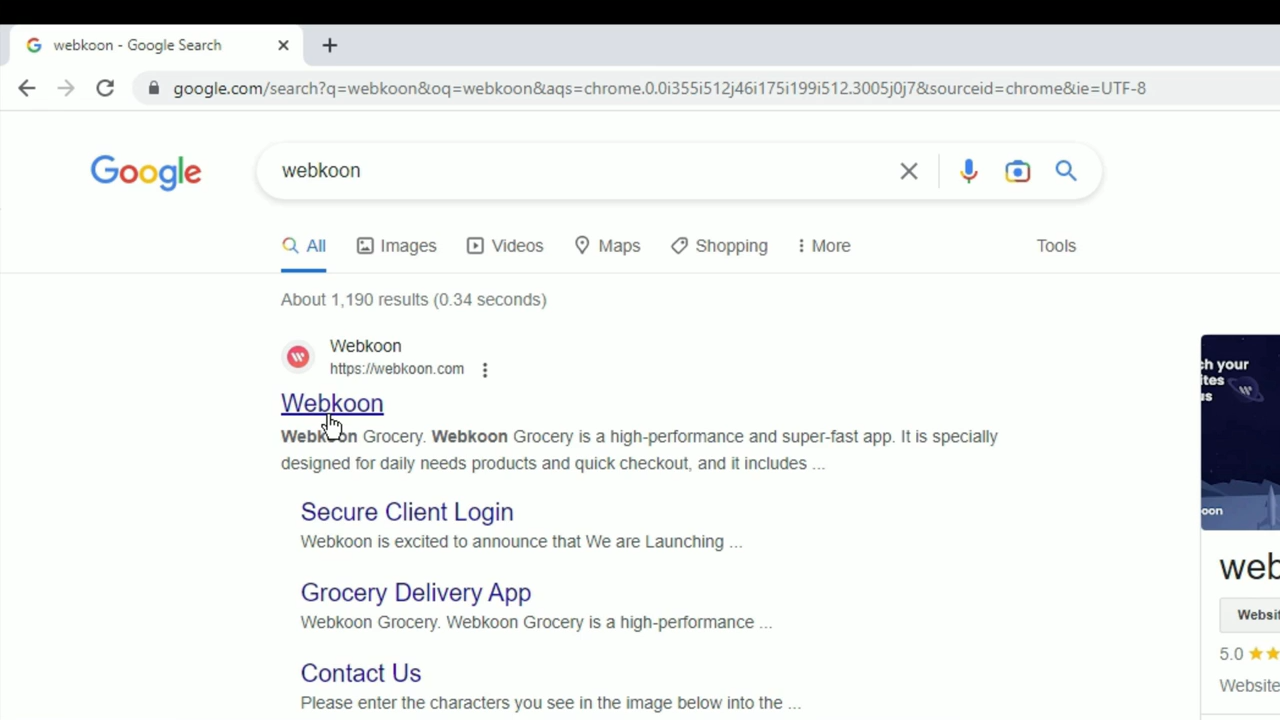 webkoon - Google Search
google.com/search?q=webkoon&oq=webkoon&aqs=chrome.0.0i355i512j46i175i199i512.3005j0j7&sourceid=chrome&ie=UTF-8
Google
webkoon
All Images Videos Maps Shopping More Tools
About 1,190 results (0.34 seconds)
Webkoon
https://webkoon.com
Webkoon
Webkoon Grocery. Webkoon Grocery is a high-performance and super-fast app. It is specially
designed for daily needs products and quick checkout, and it includes ...
Secure Client Login
Webkoon is excited to announce that We are Launching ...
Grocery Delivery App
Webkoon Grocery. Webkoon Grocery is a high-performance ...
Contact Us
Please enter the characters you see in the image below into the ...
your
web
5.0
Website